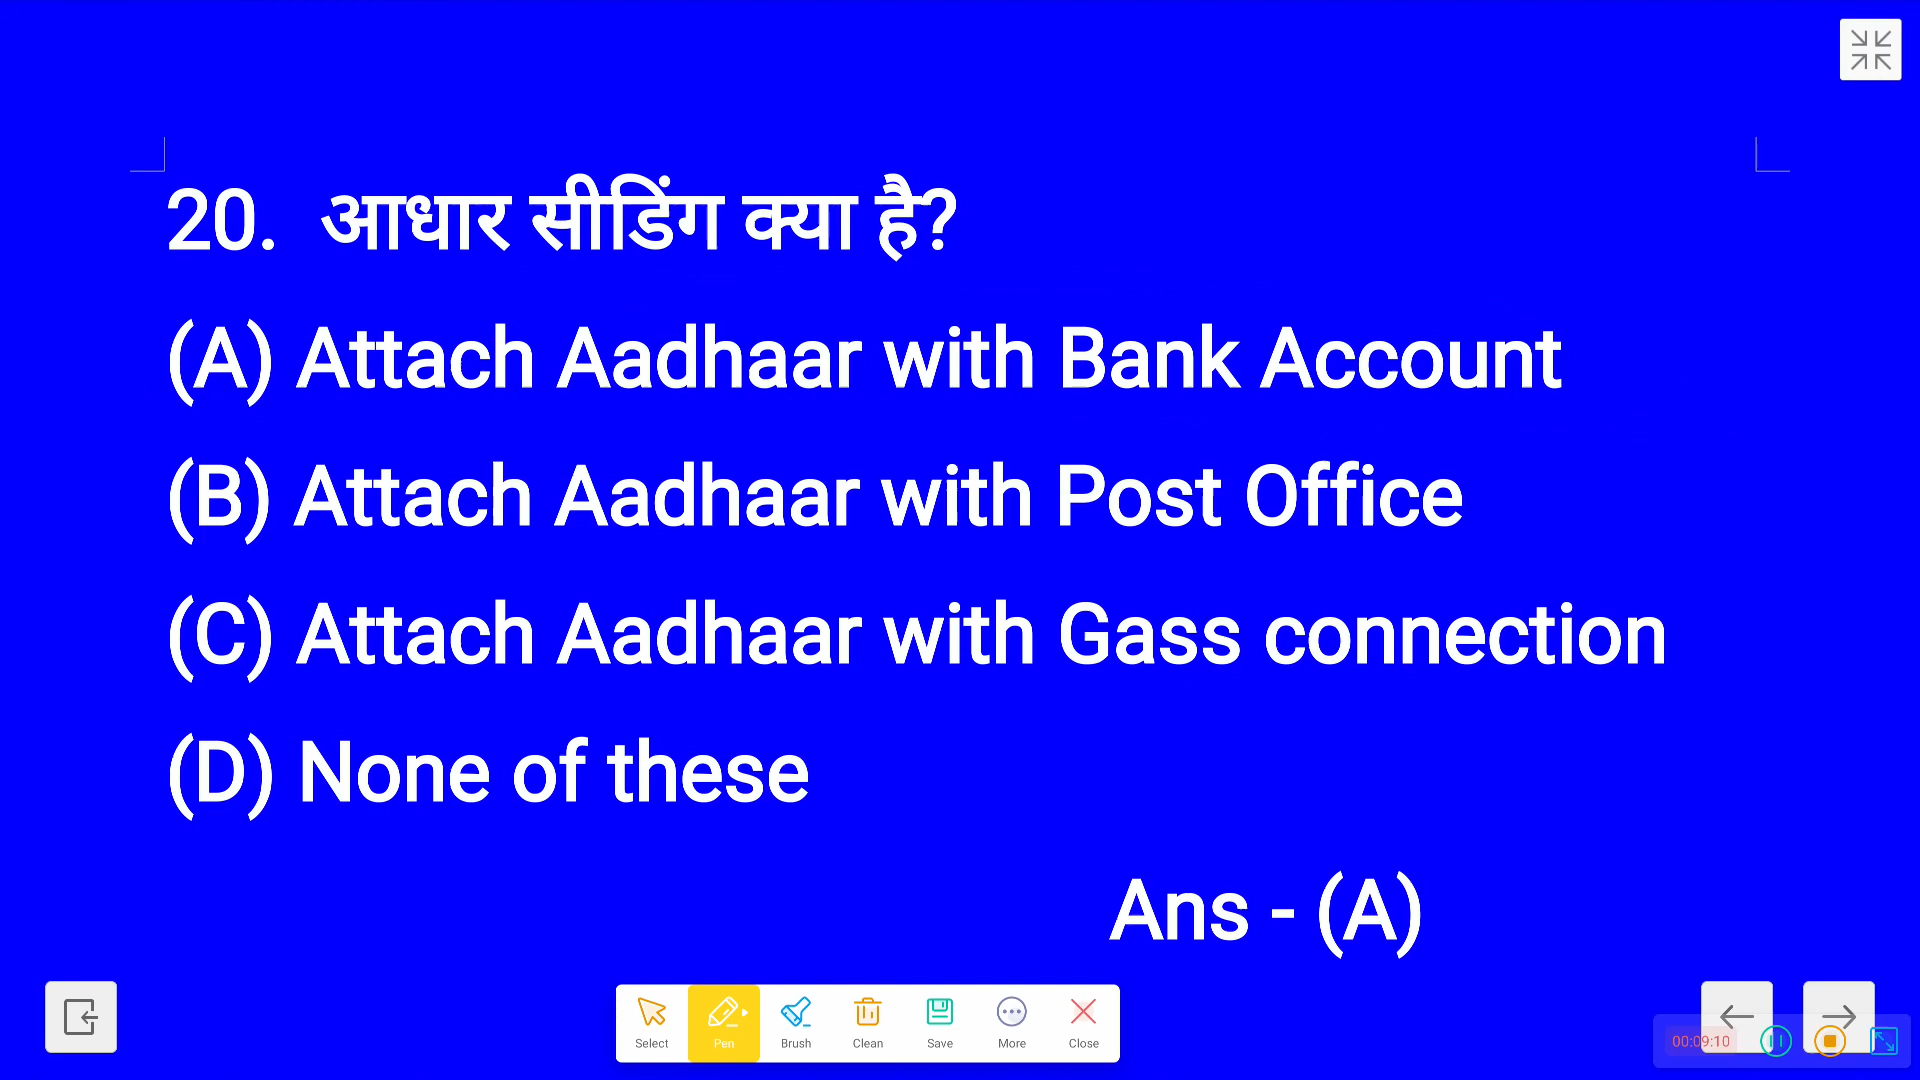 20. आधार सीडिंग क्या है?
(A) Attach Aadhaar with Bank Account
(B) Attach Aadhaar with Post Office
(C) Attach Aadhaar with Gass connection
(D) None of these
Ans - (A)
Select Pen Brush Clean Save More Close
00:09:10